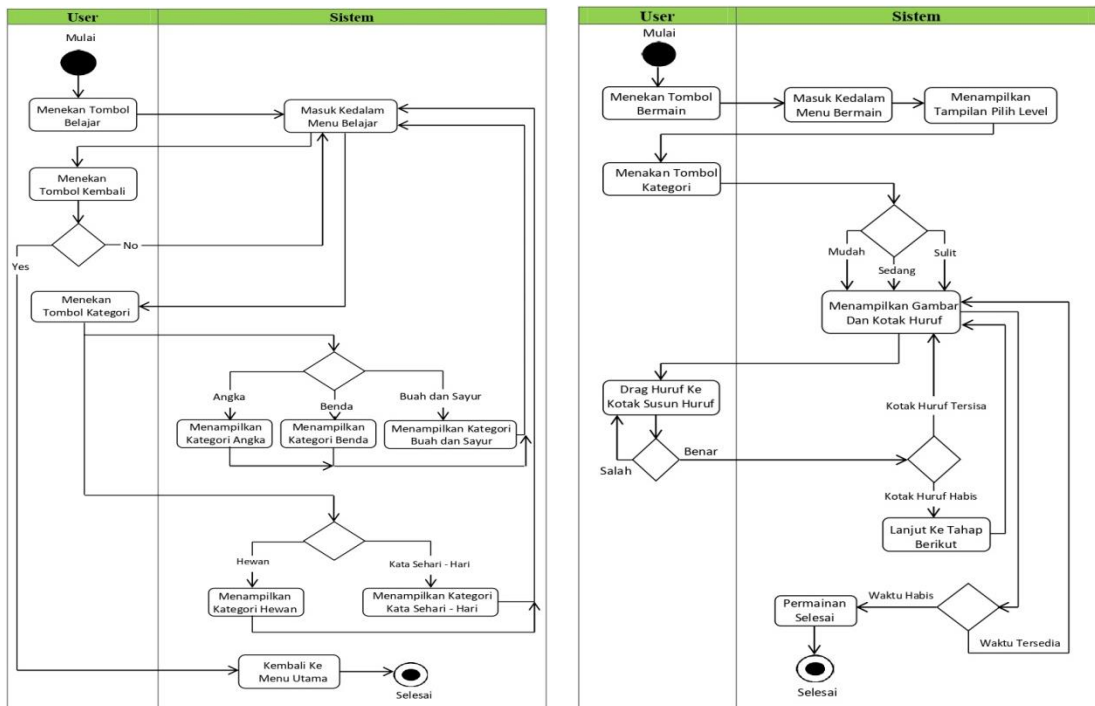 User
Sistem
Mulai
Menekan Tombol
Belajar
Masuk Kedalam
Menu Belajar
Menekan
Tombol Kembali
No
Yes
Menekan
Tombol Kategori
Angka
Benda
Buah dan Sayur
Menampilkan
Kategori Angka
Menampilkan
Kategori Benda
Menampilkan Kategori
Buah dan Sayur
Hewan
Kata Sehari - Hari
Menampilkan
Kategori Hewan
Menampilkan Kategori
Kata Sehari - Hari
Kembali Ke
Menu Utama
Selesai
User
Sistem
Mulai
Menekan Tombol
Bermain
Masuk Kedalam
Menu Bermain
Menampilkan
Tampilan Pilih Level
Menakan Tombol
Kategori
Mudah
Sedang
Sulit
Menampilkan Gambar
Dan Kotak Huruf
Drag Huruf Ke
Kotak Susun Huruf
Kotak Huruf Tersisa
Salah
Benar
Kotak Huruf Habis
Lanjut Ke Tahap
Berikut
Waktu Habis
Permainan
Selesai
Waktu Tersedia
Selesai